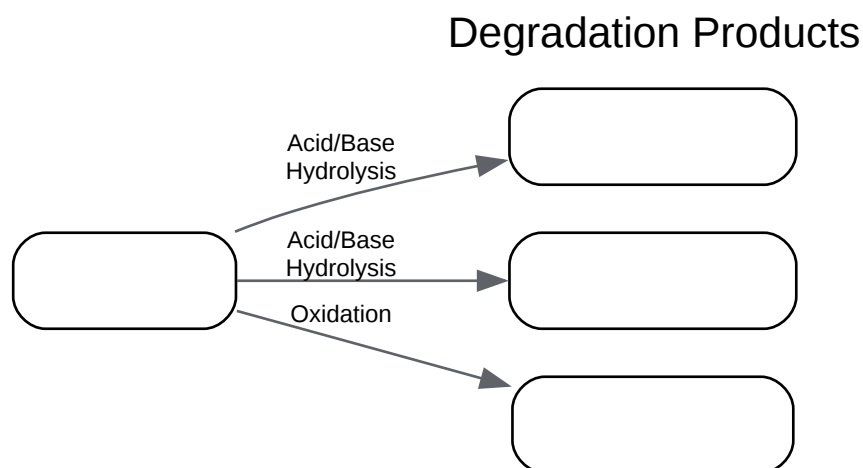 Degradation Products
Acid/Base
Hydrolysis
Acid/Base
Hydrolysis
Oxidation